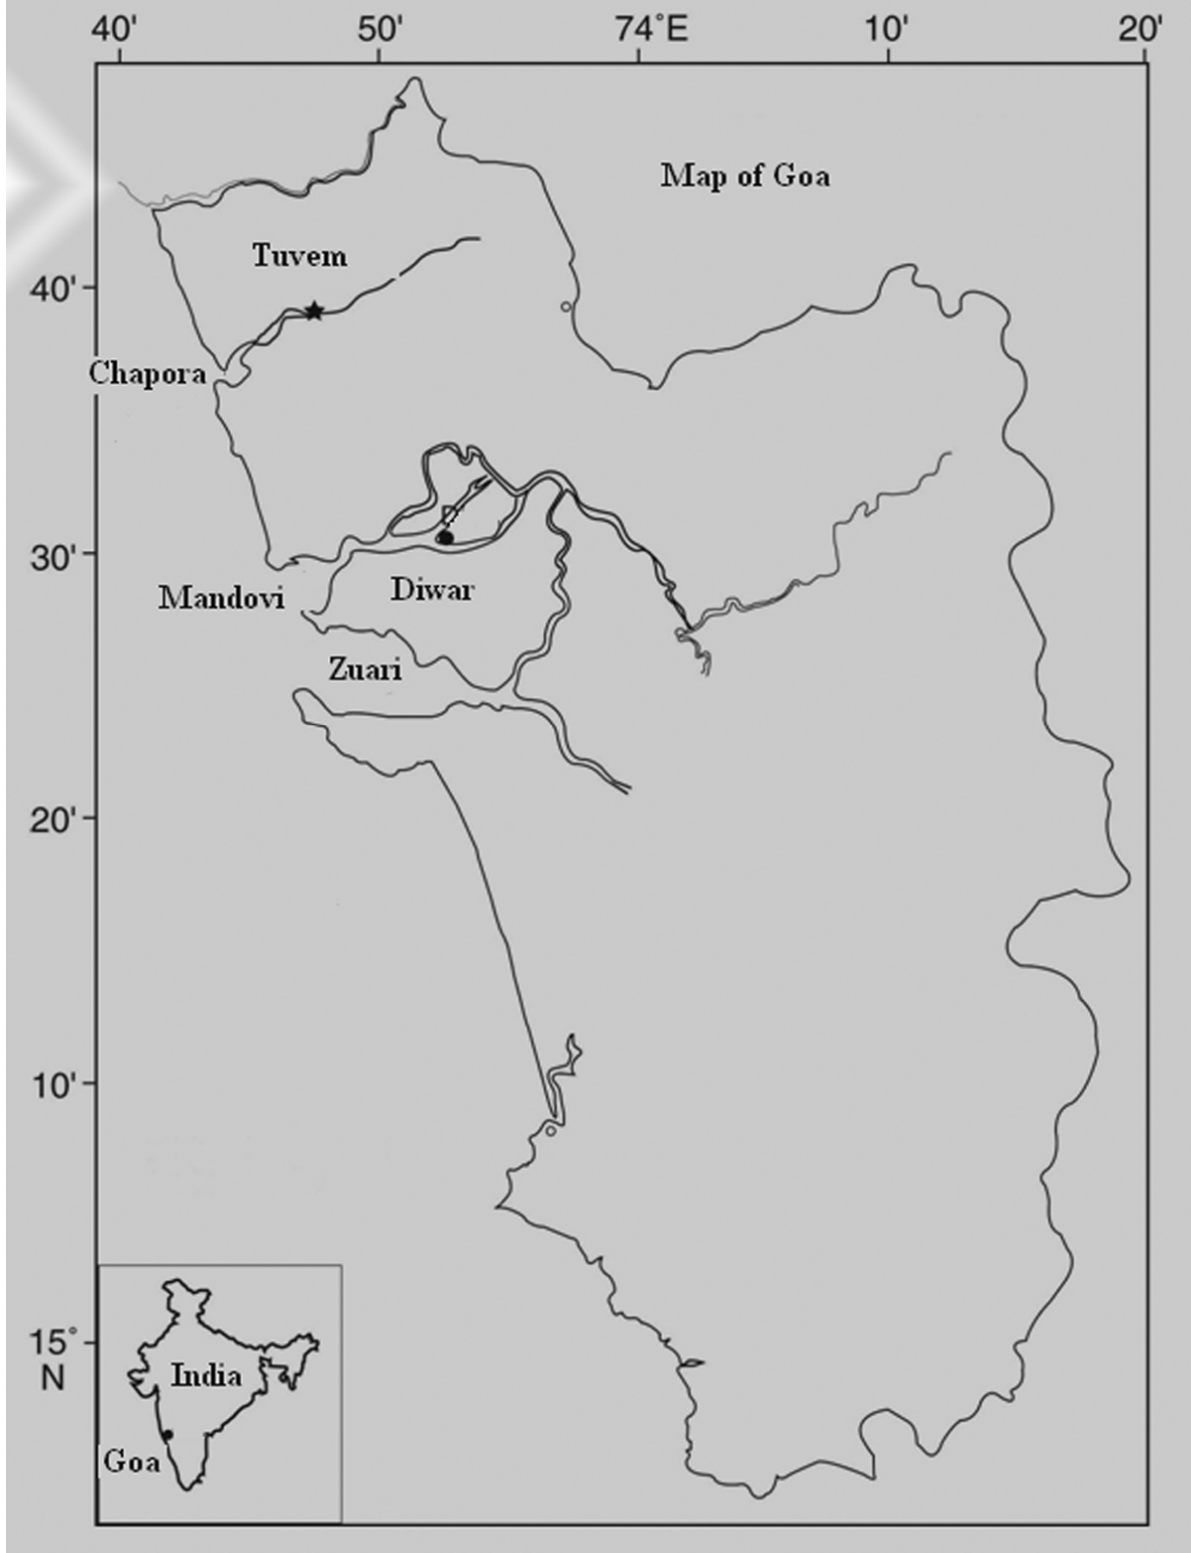 40' 50' 74°E 10' 20'
Map of Goa
Tuvem
40'
Chapora
30'
Diwar
Mandovi
Zuari
20'
10'
15°
N
India
Goa